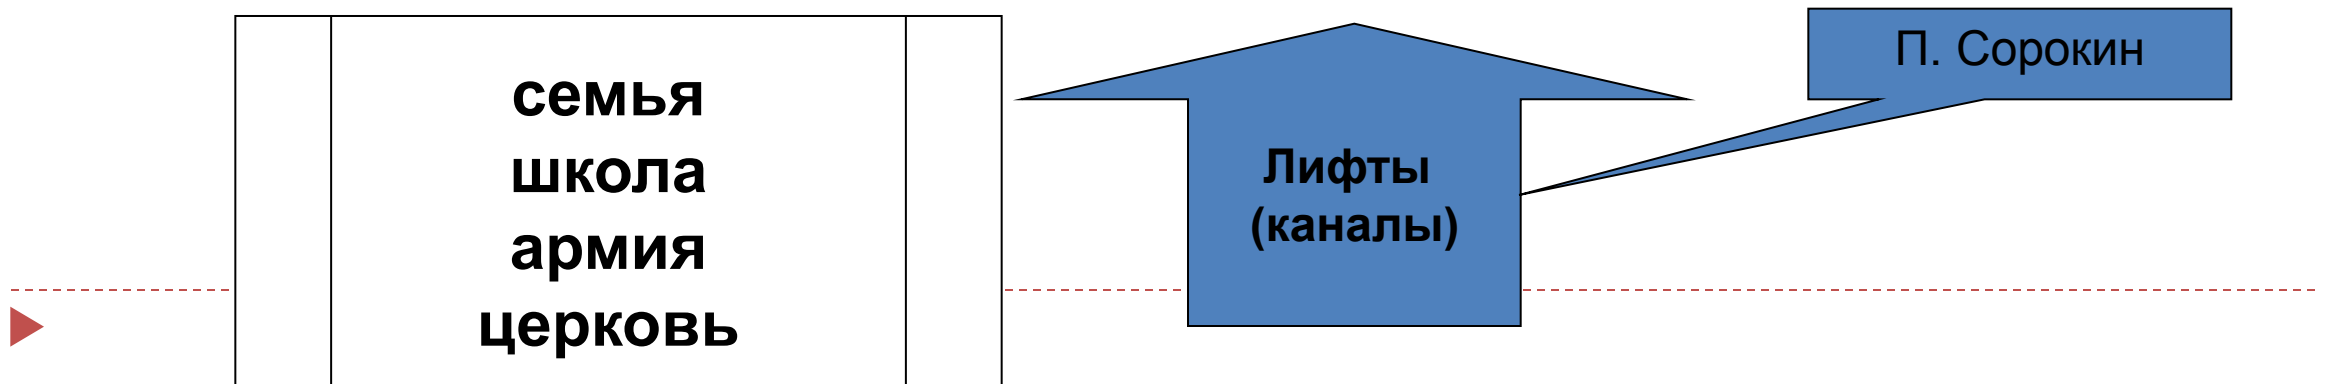 семья
школа
армия
церковь
Лифты
(каналы)
П. Сорокин